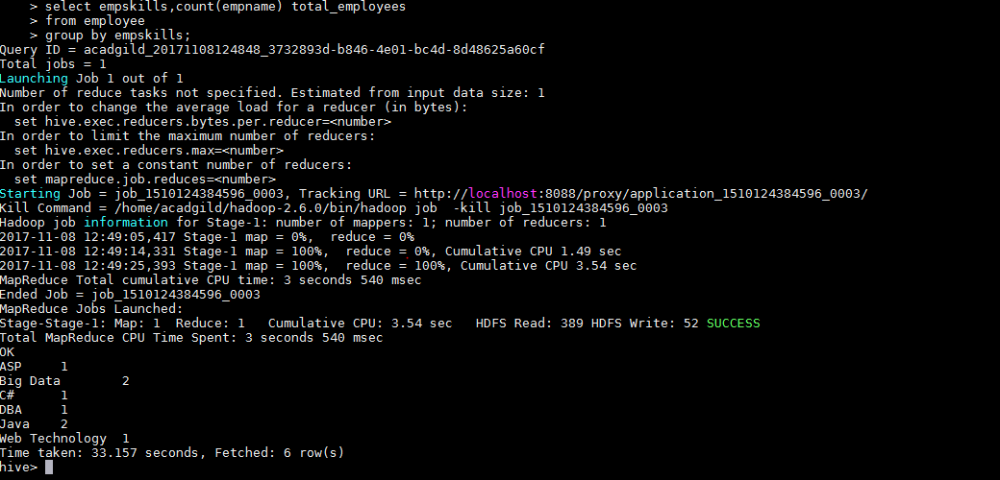 > select empskills,count(empname) total_employees
> from employee
> group by empskills;
Query ID = acadgild_20171108124848_3732893d-b846-4e01-bc4d-8d48625a60cf
Total jobs = 1
Launching Job 1 out of 1
Number of reduce tasks not specified. Estimated from input data size: 1
In order to change the average load for a reducer (in bytes):
  set hive.exec.reducers.bytes.per.reducer=<number>
In order to limit the maximum number of reducers:
  set hive.exec.reducers.max=<number>
In order to set a constant number of reducers:
  set mapreduce.job.reduces=<number>
Starting Job = job_1510124384596_0003, Tracking URL = http://localhost:8088/proxy/application_1510124384596_0003/
Kill Command = /home/acadgild/hadoop-2.6.0/bin/hadoop job  -kill job_1510124384596_0003
Hadoop job information for Stage-1: number of mappers: 1; number of reducers: 1
2017-11-08 12:49:05,417 Stage-1 map = 0%,  reduce = 0%
2017-11-08 12:49:14,331 Stage-1 map = 100%,  reduce = 0%, Cumulative CPU 1.49 sec
2017-11-08 12:49:25,393 Stage-1 map = 100%,  reduce = 100%, Cumulative CPU 3.54 sec
MapReduce Total cumulative CPU time: 3 seconds 540 msec
Ended Job = job_1510124384596_0003
MapReduce Jobs Launched:
Stage-Stage-1: Map: 1  Reduce: 1   Cumulative CPU: 3.54 sec   HDFS Read: 389 HDFS Write: 52 SUCCESS
Total MapReduce CPU Time Spent: 3 seconds 540 msec
OK
ASP     1
Big Data        2
C#      1
DBA     1
Java    2
Web Technology  1
Time taken: 33.157 seconds, Fetched: 6 row(s)
hive>